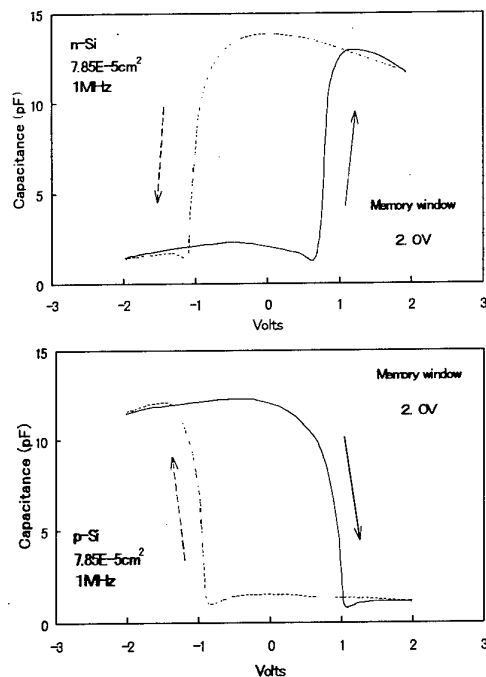 15
10
5
0
Capacitance (pF)
n-Si
7.85E-5cm²
1MHz
Memory window
2.0V
-3 -2 -1 0 1 2 3
Volts
15
10
5
0
Capacitance (pF)
Memory window
2.0V
p-Si
7.85E-5cm²
1MHz
-3 -2 -1 0 1 2 3
Volts